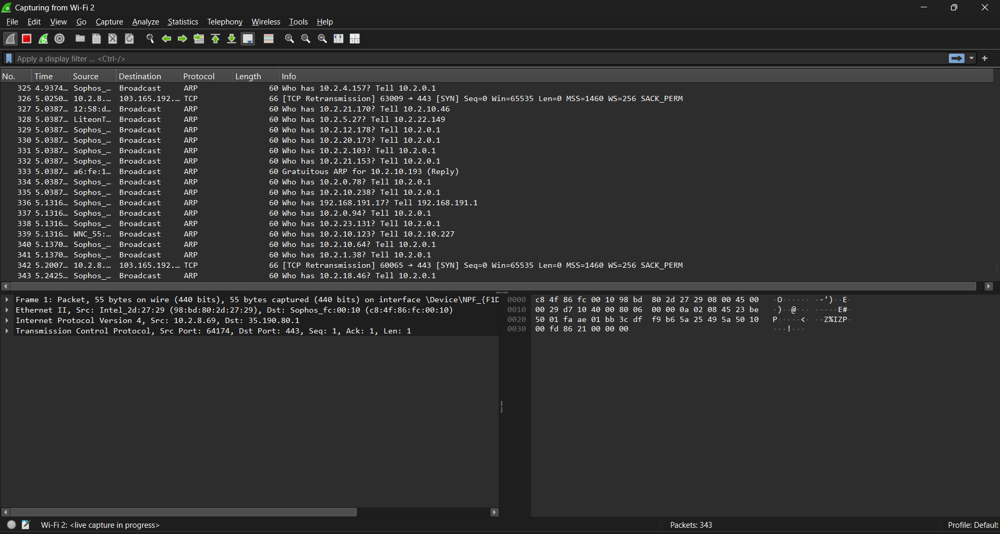 Capturing from Wi-Fi 2
File Edit View Go Capture Analyze Statistics Telephony Wireless Tools Help
Apply a display filter ... <Ctrl-/>
No. Time Source Destination Protocol Length Info
325 4.9374… Sophos_… Broadcast ARP 60 Who has 10.2.4.157? Tell 10.2.0.1
326 5.0250… 10.2.8.… 103.165.192.… TCP 66 [TCP Retransmission] 63009 → 443 [SYN] Seq=0 Win=65535 Len=0 MSS=1460 WS=256 SACK_PERM
327 5.0387… 12:58:d… Broadcast ARP 60 Who has 10.2.21.170? Tell 10.2.10.46
328 5.0387… LiteonT… Broadcast ARP 60 Who has 10.2.5.27? Tell 10.2.22.149
329 5.0387… Sophos_… Broadcast ARP 60 Who has 10.2.12.178? Tell 10.2.0.1
330 5.0387… Sophos_… Broadcast ARP 60 Who has 10.2.20.173? Tell 10.2.0.1
331 5.0387… Sophos_… Broadcast ARP 60 Who has 10.2.2.103? Tell 10.2.0.1
332 5.0387… Sophos_… Broadcast ARP 60 Who has 10.2.21.153? Tell 10.2.0.1
333 5.0387… a6:fe:1… Broadcast ARP 60 Gratuitous ARP for 10.2.10.193 (Reply)
334 5.0387… Sophos_… Broadcast ARP 60 Who has 10.2.0.78? Tell 10.2.0.1
335 5.0387… Sophos_… Broadcast ARP 60 Who has 10.2.10.238? Tell 10.2.0.1
336 5.1316… Sophos_… Broadcast ARP 60 Who has 192.168.191.17? Tell 192.168.191.1
337 5.1316… Sophos_… Broadcast ARP 60 Who has 10.2.0.94? Tell 10.2.0.1
338 5.1316… Sophos_… Broadcast ARP 60 Who has 10.2.23.131? Tell 10.2.0.1
339 5.1316… WNC_55:… Broadcast ARP 60 Who has 10.2.10.123? Tell 10.2.10.227
340 5.1370… Sophos_… Broadcast ARP 60 Who has 10.2.10.64? Tell 10.2.0.1
341 5.1370… Sophos_… Broadcast ARP 60 Who has 10.2.1.38? Tell 10.2.0.1
342 5.2007… 10.2.8.… 103.165.192.… TCP 66 [TCP Retransmission] 60065 → 443 [SYN] Seq=0 Win=65535 Len=0 MSS=1460 WS=256 SACK_PERM
343 5.2425… Sophos_… Broadcast ARP 60 Who has 10.2.18.46? Tell 10.2.0.1
Frame 1: Packet, 55 bytes on wire (440 bits), 55 bytes captured (440 bits) on interface \Device\NPF_{F1D
Ethernet II, Src: Intel_2d:27:29 (98:bd:80:2d:27:29), Dst: Sophos_fc:00:10 (c8:4f:86:fc:00:10)
Internet Protocol Version 4, Src: 10.2.8.69, Dst: 35.190.80.1
Transmission Control Protocol, Src Port: 64174, Dst Port: 443, Seq: 1, Ack: 1, Len: 1
0000 c8 4f 86 fc 00 10 98 bd 80 2d 27 29 08 00 45 00 ·O······ ·-')··E·
0010 00 29 d7 10 40 00 80 06 00 00 0a 02 08 45 23 be ·)··@··· ·····E#·
0020 50 01 fa ae 01 bb 3c df f9 b6 5a 25 49 5a 50 10 P·····<· ··Z%IZP·
0030 00 fd 86 21 00 00 00 ···!···
Wi-Fi 2: <live capture in progress> Packets: 343 Profile: Default